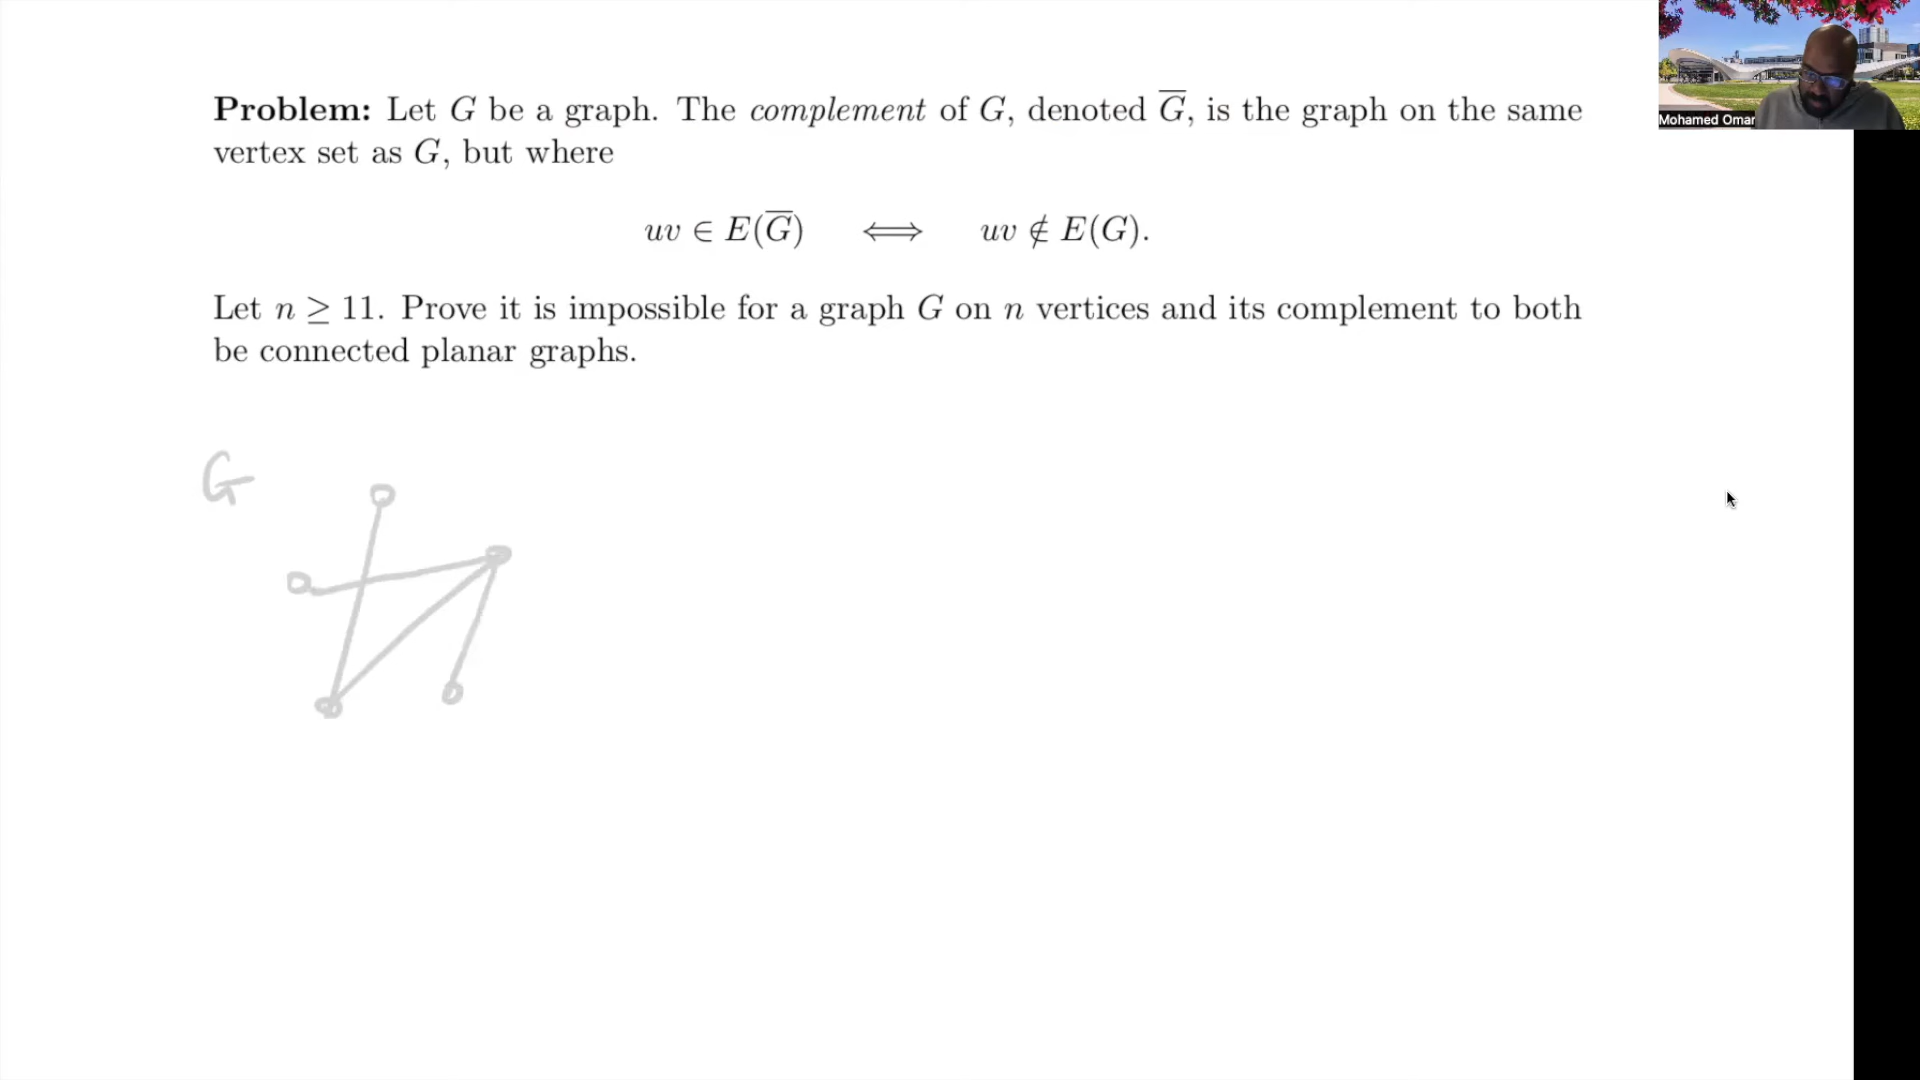 Problem: Let G be a graph. The complement of G, denoted G̅, is the graph on the same
vertex set as G, but where
uv ∈ E(G̅) ⟺ uv ∉ E(G).
Let n ≥ 11. Prove it is impossible for a graph G on n vertices and its complement to both
be connected planar graphs.
G
Mohamed Omar